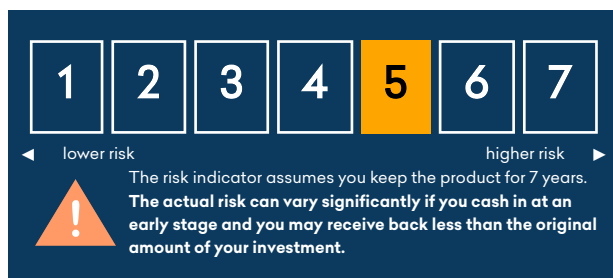 1 2 3 4 5 6 7
◄ lower risk higher risk ►
The risk indicator assumes you keep the product for 7 years.
The actual risk can vary significantly if you cash in at an
early stage and you may receive back less than the original
amount of your investment.
!